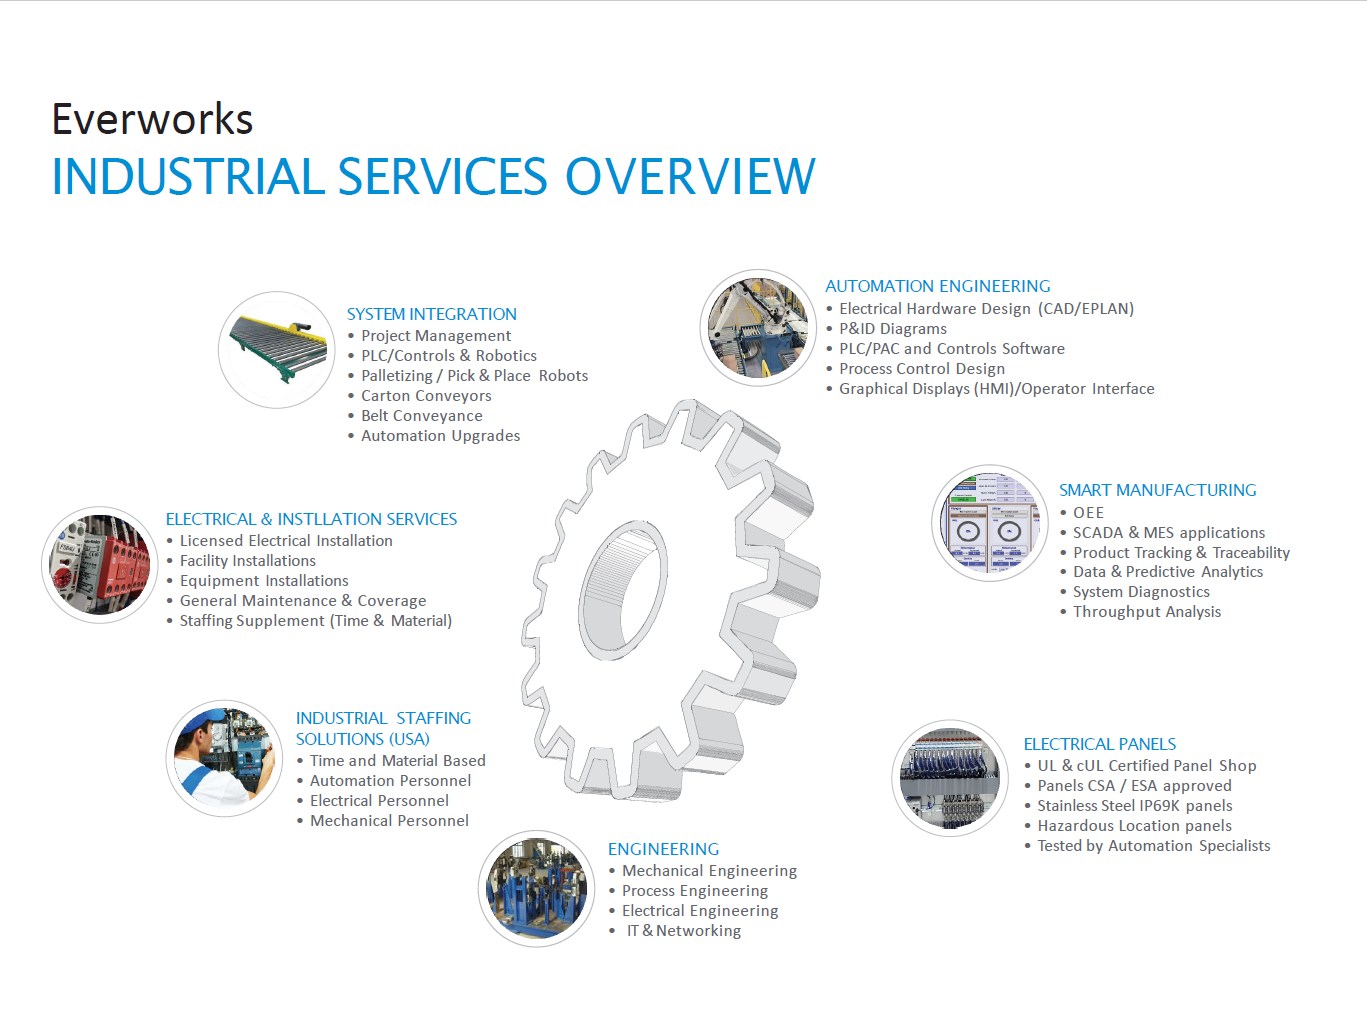 Everworks
INDUSTRIAL SERVICES OVERVIEW
SYSTEM INTEGRATION
• Project Management
• PLC/Controls & Robotics
• Palletizing / Pick & Place Robots
• Carton Conveyors
• Belt Conveyance
• Automation Upgrades
AUTOMATION ENGINEERING
• Electrical Hardware Design (CAD/EPLAN)
• P&ID Diagrams
• PLC/PAC and Controls Software
• Process Control Design
• Graphical Displays (HMI)/Operator Interface
SMART MANUFACTURING
• OEE
• SCADA & MES applications
• Product Tracking & Traceability
• Data & Predictive Analytics
• System Diagnostics
• Throughput Analysis
ELECTRICAL & INSTLLATION SERVICES
• Licensed Electrical Installation
• Facility Installations
• Equipment Installations
• General Maintenance & Coverage
• Staffing Supplement (Time & Material)
INDUSTRIAL STAFFING
SOLUTIONS (USA)
• Time and Material Based
• Automation Personnel
• Electrical Personnel
• Mechanical Personnel
ELECTRICAL PANELS
• UL & cUL Certified Panel Shop
• Panels CSA / ESA approved
• Stainless Steel IP69K panels
• Hazardous Location panels
• Tested by Automation Specialists
ENGINEERING
• Mechanical Engineering
• Process Engineering
• Electrical Engineering
• IT & Networking